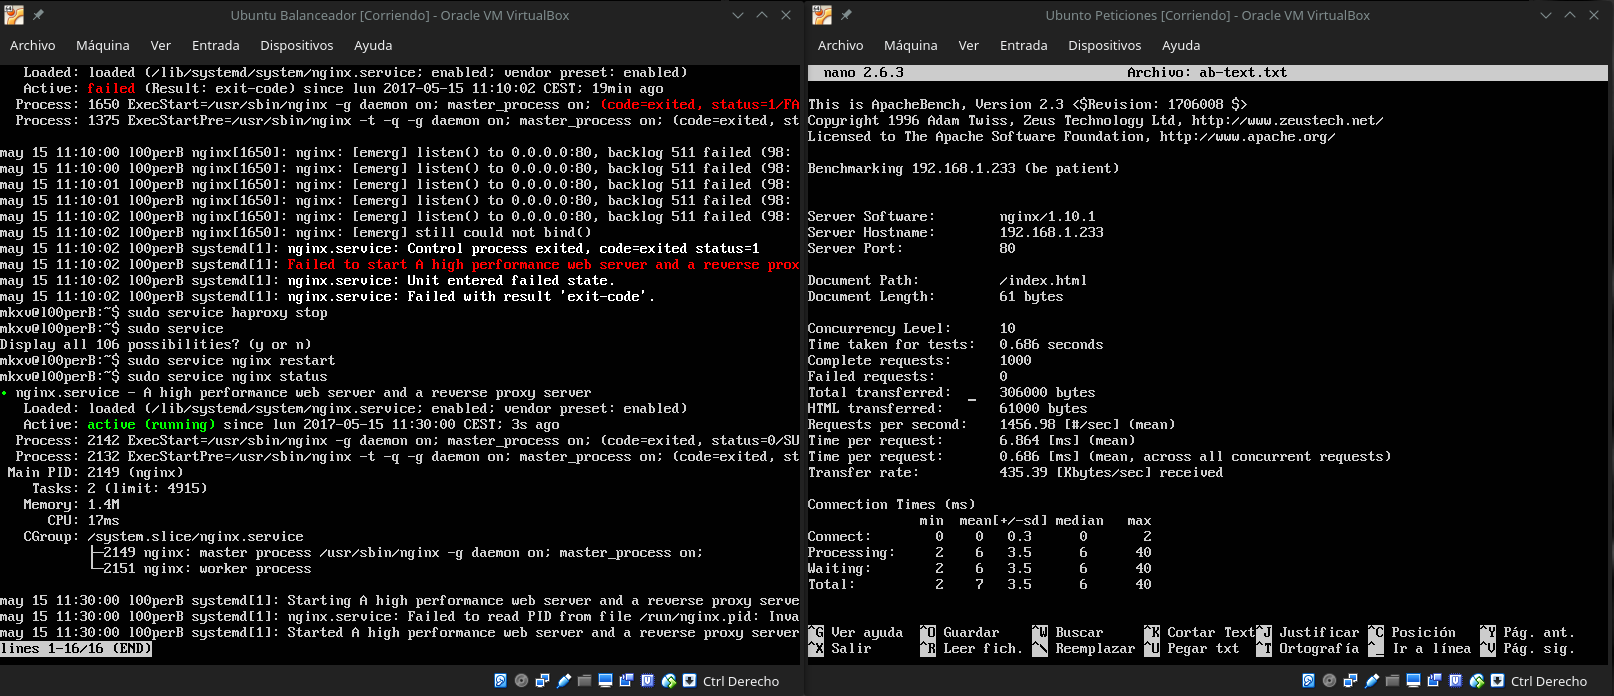 Ubuntu Balanceador [Corriendo] - Oracle VM VirtualBox
Archivo Máquina Ver Entrada Dispositivos Ayuda
Loaded: loaded (/lib/systemd/system/nginx.service; enabled; vendor preset: enabled)
Active: failed (Result: exit-code) since lun 2017-05-15 11:10:02 CEST; 19min ago
Process: 1650 ExecStart=/usr/sbin/nginx -g daemon on; master_process on; (code=exited, status=1/FA
Process: 1375 ExecStartPre=/usr/sbin/nginx -t -q -g daemon on; master_process on; (code=exited, st
may 15 11:10:00 l00perB nginx[1650]: nginx: [emerg] listen() to 0.0.0.0:80, backlog 511 failed (98:
may 15 11:10:00 l00perB nginx[1650]: nginx: [emerg] listen() to 0.0.0.0:80, backlog 511 failed (98:
may 15 11:10:01 l00perB nginx[1650]: nginx: [emerg] listen() to 0.0.0.0:80, backlog 511 failed (98:
may 15 11:10:01 l00perB nginx[1650]: nginx: [emerg] listen() to 0.0.0.0:80, backlog 511 failed (98:
may 15 11:10:02 l00perB nginx[1650]: nginx: [emerg] listen() to 0.0.0.0:80, backlog 511 failed (98:
may 15 11:10:02 l00perB nginx[1650]: nginx: [emerg] still could not bind()
may 15 11:10:02 l00perB systemd[1]: nginx.service: Control process exited, code=exited status=1
may 15 11:10:02 l00perB systemd[1]: Failed to start A high performance web server and a reverse prox
may 15 11:10:02 l00perB systemd[1]: nginx.service: Unit entered failed state.
may 15 11:10:02 l00perB systemd[1]: nginx.service: Failed with result 'exit-code'.
mkxv@l00perB:~$ sudo service haproxy stop
mkxv@l00perB:~$ sudo service
Display all 106 possibilities? (y or n)
mkxv@l00perB:~$ sudo service nginx restart
mkxv@l00perB:~$ sudo service nginx status
• nginx.service - A high performance web server and a reverse proxy server
Loaded: loaded (/lib/systemd/system/nginx.service; enabled; vendor preset: enabled)
Active: active (running) since lun 2017-05-15 11:30:00 CEST; 3s ago
Process: 2142 ExecStart=/usr/sbin/nginx -g daemon on; master_process on; (code=exited, status=0/SU
Process: 2132 ExecStartPre=/usr/sbin/nginx -t -q -g daemon on; master_process on; (code=exited, st
Main PID: 2149 (nginx)
Tasks: 2 (limit: 4915)
Memory: 1.4M
CPU: 17ms
CGroup: /system.slice/nginx.service
├─2149 nginx: master process /usr/sbin/nginx -g daemon on; master_process on;
└─2151 nginx: worker process
may 15 11:30:00 l00perB systemd[1]: Starting A high performance web server and a reverse proxy serve
may 15 11:30:00 l00perB systemd[1]: nginx.service: Failed to read PID from file /run/nginx.pid: Inva
may 15 11:30:00 l00perB systemd[1]: Started A high performance web server and a reverse proxy server
lines 1-16/16 (END)
Ctrl Derecho
Ubunto Peticiones [Corriendo] - Oracle VM VirtualBox
Archivo Máquina Ver Entrada Dispositivos Ayuda
nano 2.6.3 Archivo: ab-text.txt
This is ApacheBench, Version 2.3 <$Revision: 1706008 $>
Copyright 1996 Adam Twiss, Zeus Technology Ltd, http://www.zeustech.net/
Licensed to The Apache Software Foundation, http://www.apache.org/
Benchmarking 192.168.1.233 (be patient)
Server Software: nginx/1.10.1
Server Hostname: 192.168.1.233
Server Port: 80
Document Path: /index.html
Document Length: 61 bytes
Concurrency Level: 10
Time taken for tests: 0.686 seconds
Complete requests: 1000
Failed requests: 0
Total transferred: _ 306000 bytes
HTML transferred: 61000 bytes
Requests per second: 1456.98 [#/sec] (mean)
Time per request: 6.864 [ms] (mean)
Time per request: 0.686 [ms] (mean, across all concurrent requests)
Transfer rate: 435.39 [Kbytes/sec] received
Connection Times (ms)
min mean[+/-sd] median max
Connect: 0 0 0.3 0 2
Processing: 2 6 3.5 6 40
Waiting: 2 6 3.5 6 40
Total: 2 7 3.5 6 40
^G Ver ayuda ^O Guardar ^W Buscar ^K Cortar Text ^J Justificar ^C Posición ^Y Pág. ant.
^X Salir ^R Leer fich. ^\ Reemplazar ^U Pegar txt ^T Ortografía ^_ Ir a línea ^V Pág. sig.
Ctrl Derecho